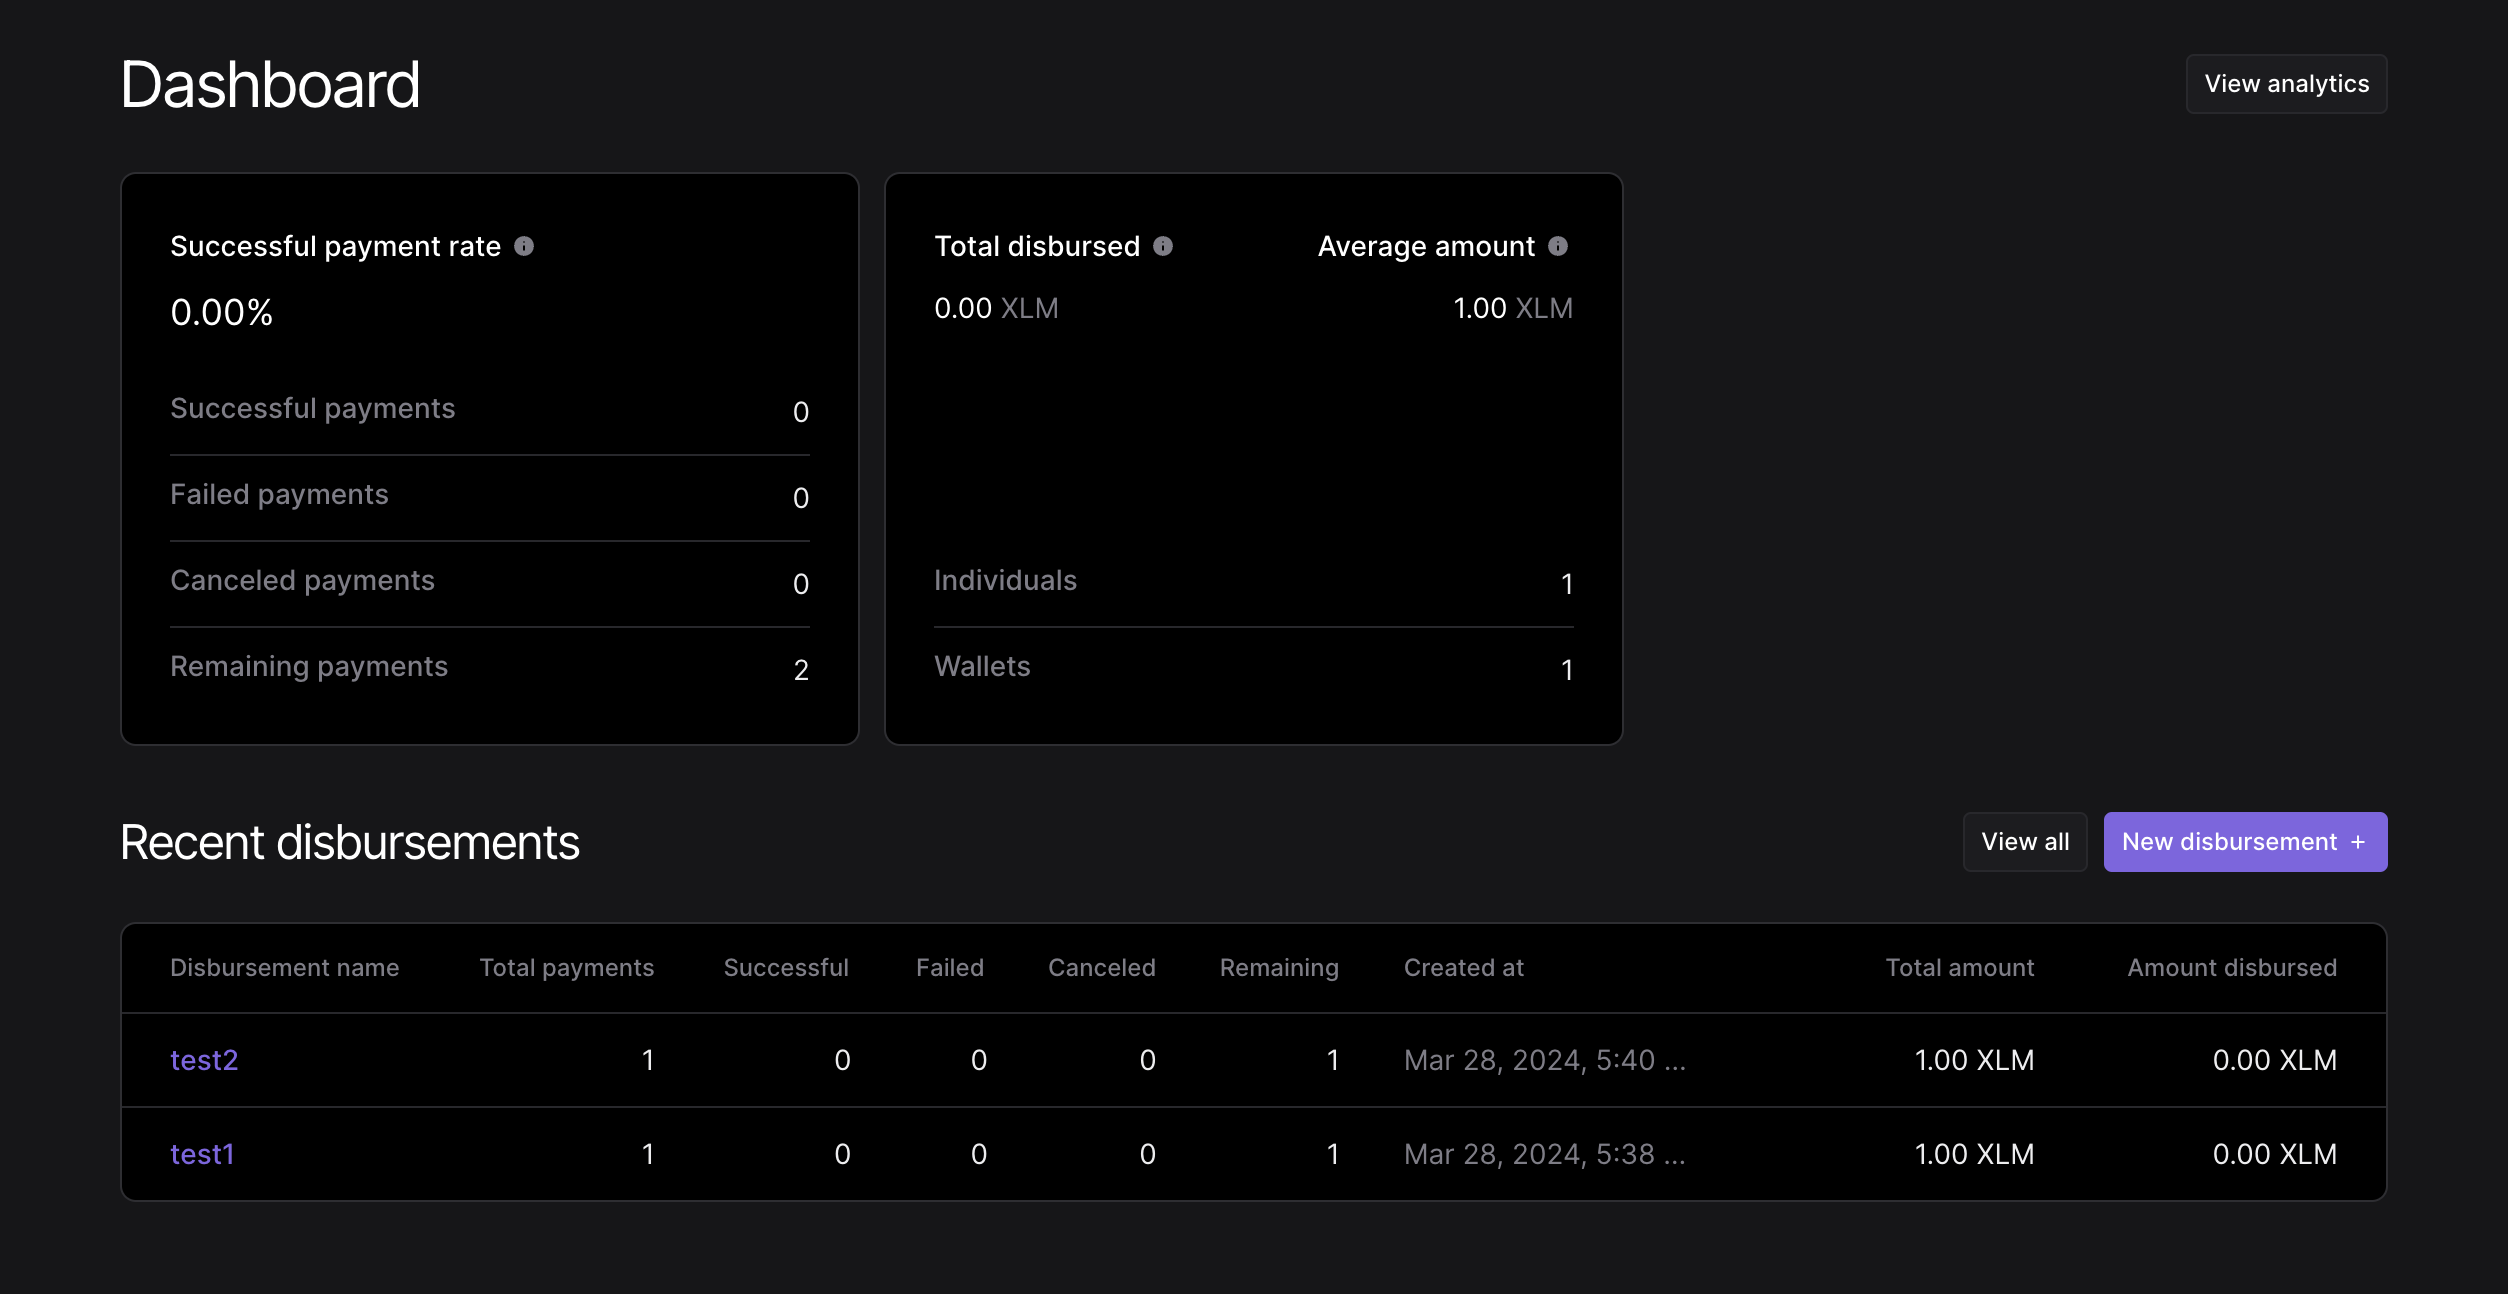 Dashboard
View analytics
Successful payment rate
0.00%
Successful payments 0
Failed payments 0
Canceled payments 0
Remaining payments 2
Total disbursed Average amount
0.00 XLM 1.00 XLM
Individuals 1
Wallets 1
Recent disbursements
View all
New disbursement +
Disbursement name Total payments Successful Failed Canceled Remaining Created at Total amount Amount disbursed
test2 1 0 0 0 1 Mar 28, 2024, 5:40 ... 1.00 XLM 0.00 XLM
test1 1 0 0 0 1 Mar 28, 2024, 5:38 ... 1.00 XLM 0.00 XLM